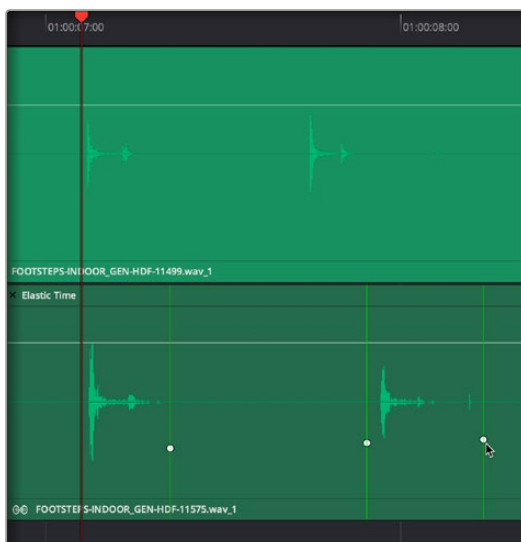 01:00:07:00
01:00:08:00
FOOTSTEPS-INDOOR_GEN-HDF-11499.wav_1
× Elastic Time
FOOTSTEPS-INDOOR_GEN-HDF-11575.wav_1